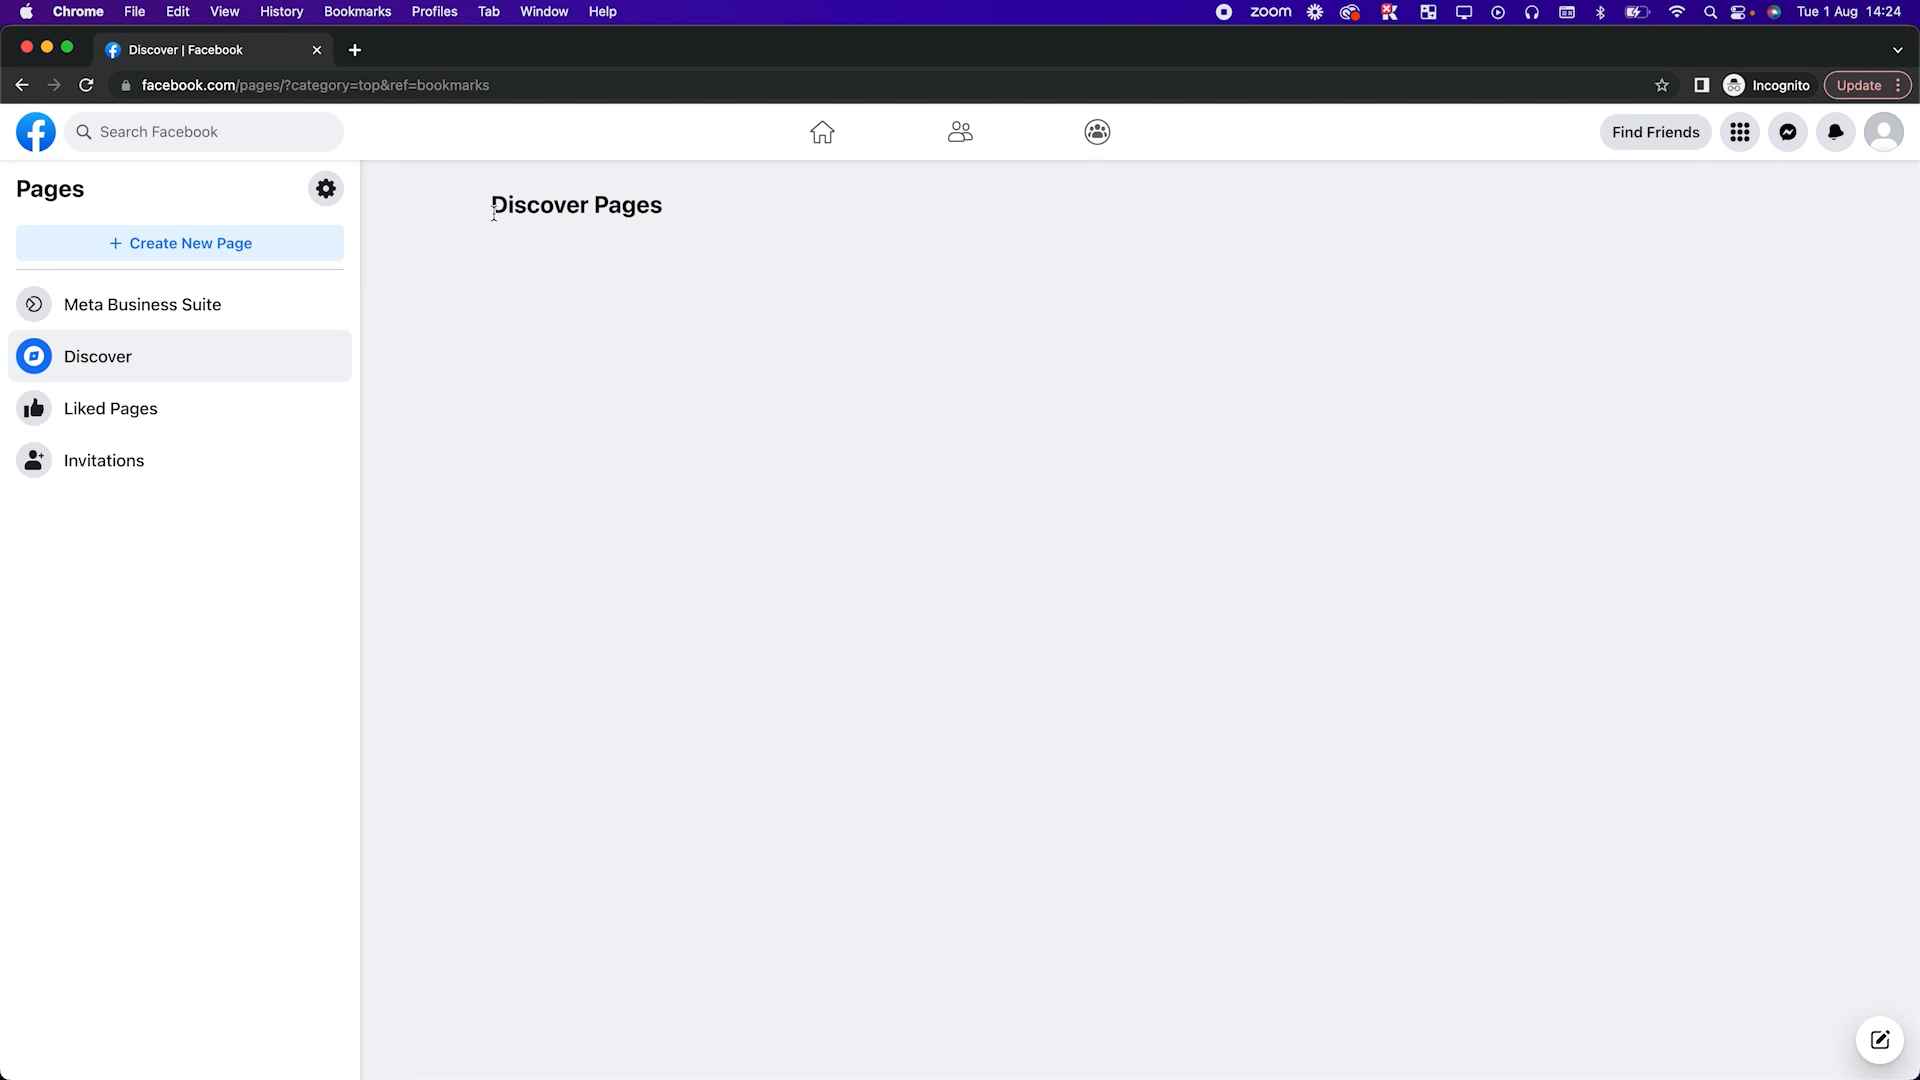 Chrome File Edit View History Bookmarks Profiles Tab Window Help zoom Tue 1 Aug 14:24
Discover | Facebook
facebook.com/pages/?category=top&ref=bookmarks Incognito Update
Search Facebook Find Friends
Pages
+ Create New Page
Meta Business Suite
Discover
Liked Pages
Invitations
Discover Pages